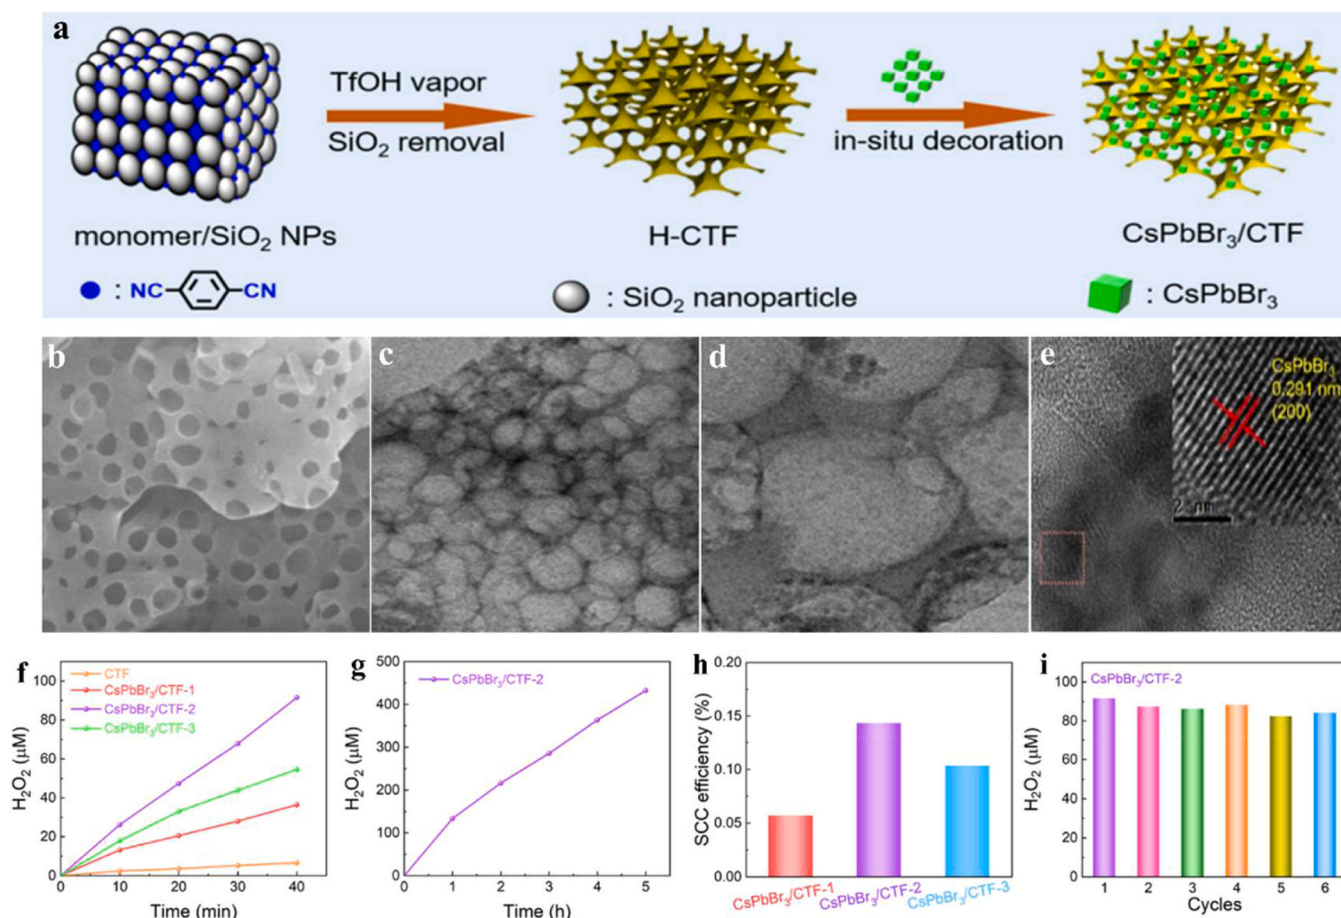 a
TfOH vapor
SiO₂ removal
in-situ decoration
monomer/SiO₂ NPs
H-CTF
CsPbBr₃/CTF
: NC CN
: SiO₂ nanoparticle
: CsPbBr₃
b
c
d
e
CsPbBr₃
0.291 nm
(200)
2 nm
f
CTF
CsPbBr₃/CTF-1
CsPbBr₃/CTF-2
CsPbBr₃/CTF-3
100
80
60
40
20
0
H₂O₂ (μM)
0 10 20 30 40
Time (min)
g
CsPbBr₃/CTF-2
500
400
300
200
100
0
H₂O₂ (μM)
0 1 2 3 4 5
Time (h)
h
0.20
0.15
0.10
0.05
0.00
SCC efficiency (%)
CsPbBr₃/CTF-1
CsPbBr₃/CTF-2
CsPbBr₃/CTF-3
i
CsPbBr₃/CTF-2
100
80
60
40
20
0
H₂O₂ (μM)
1 2 3 4 5 6
Cycles